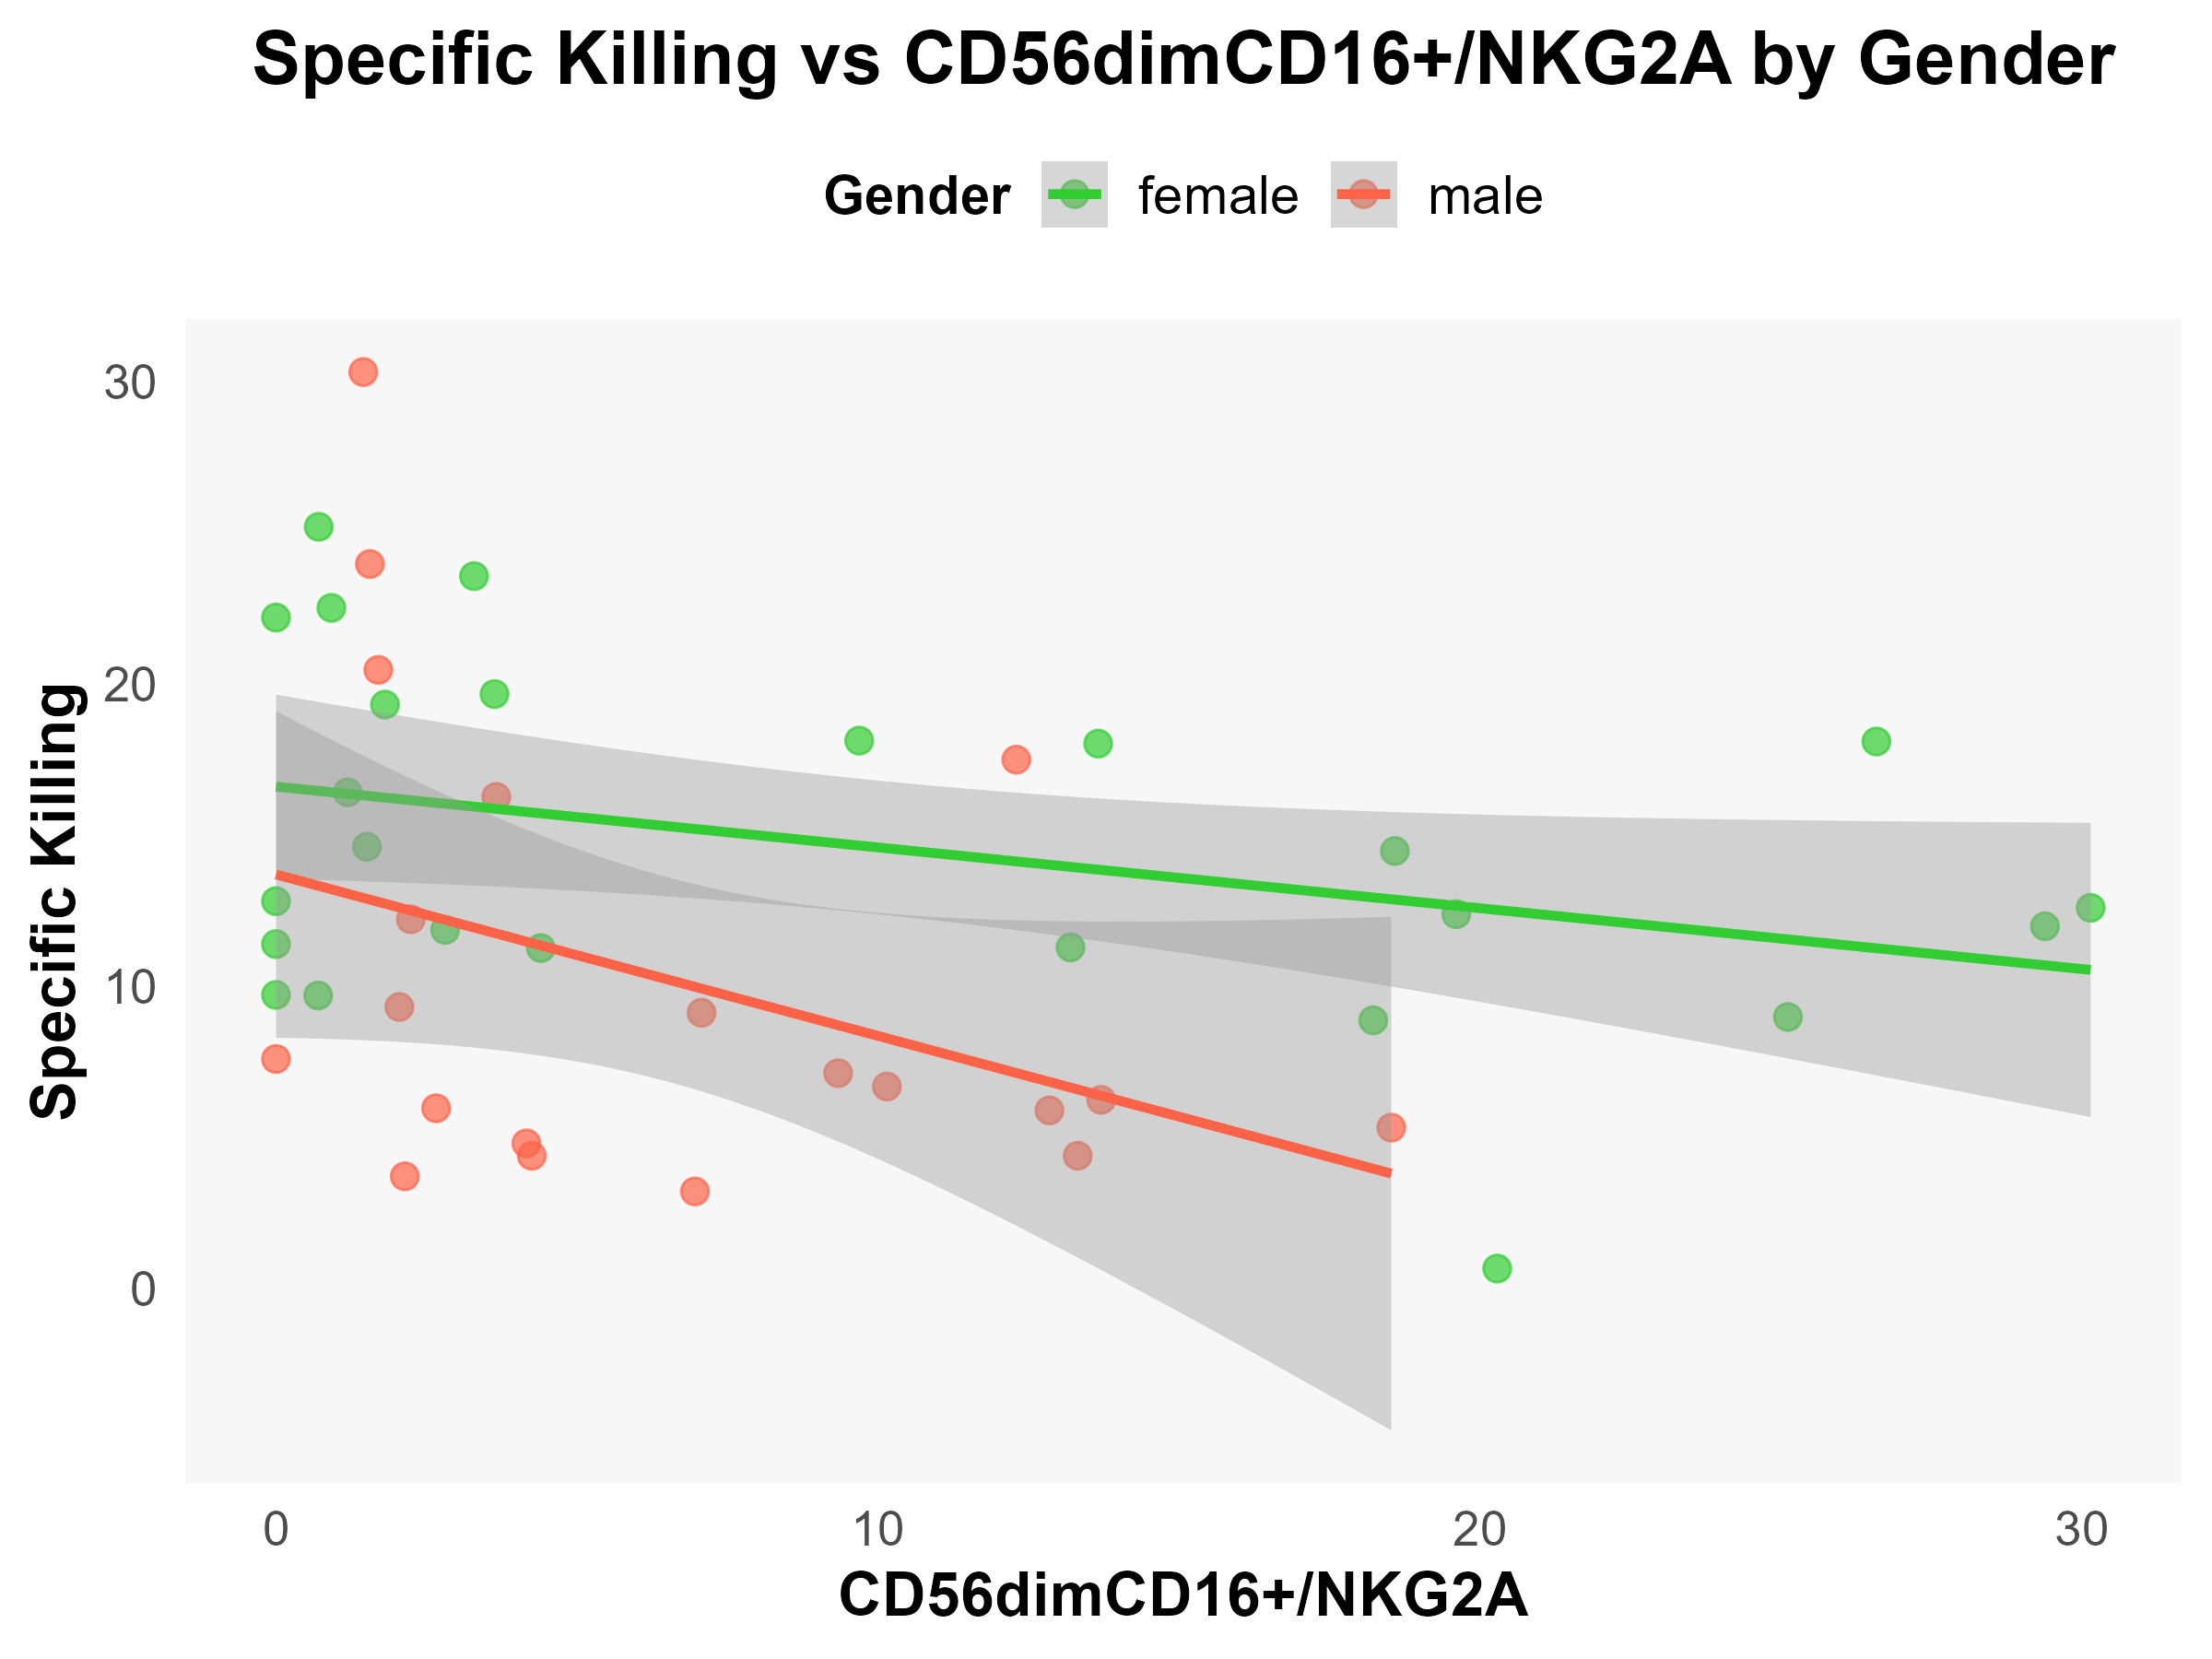 Specific Killing vs CD56dimCD16+/NKG2A by Gender
Gender female male
Specific Killing
30
20
10
0
0 10 20 30
CD56dimCD16+/NKG2A